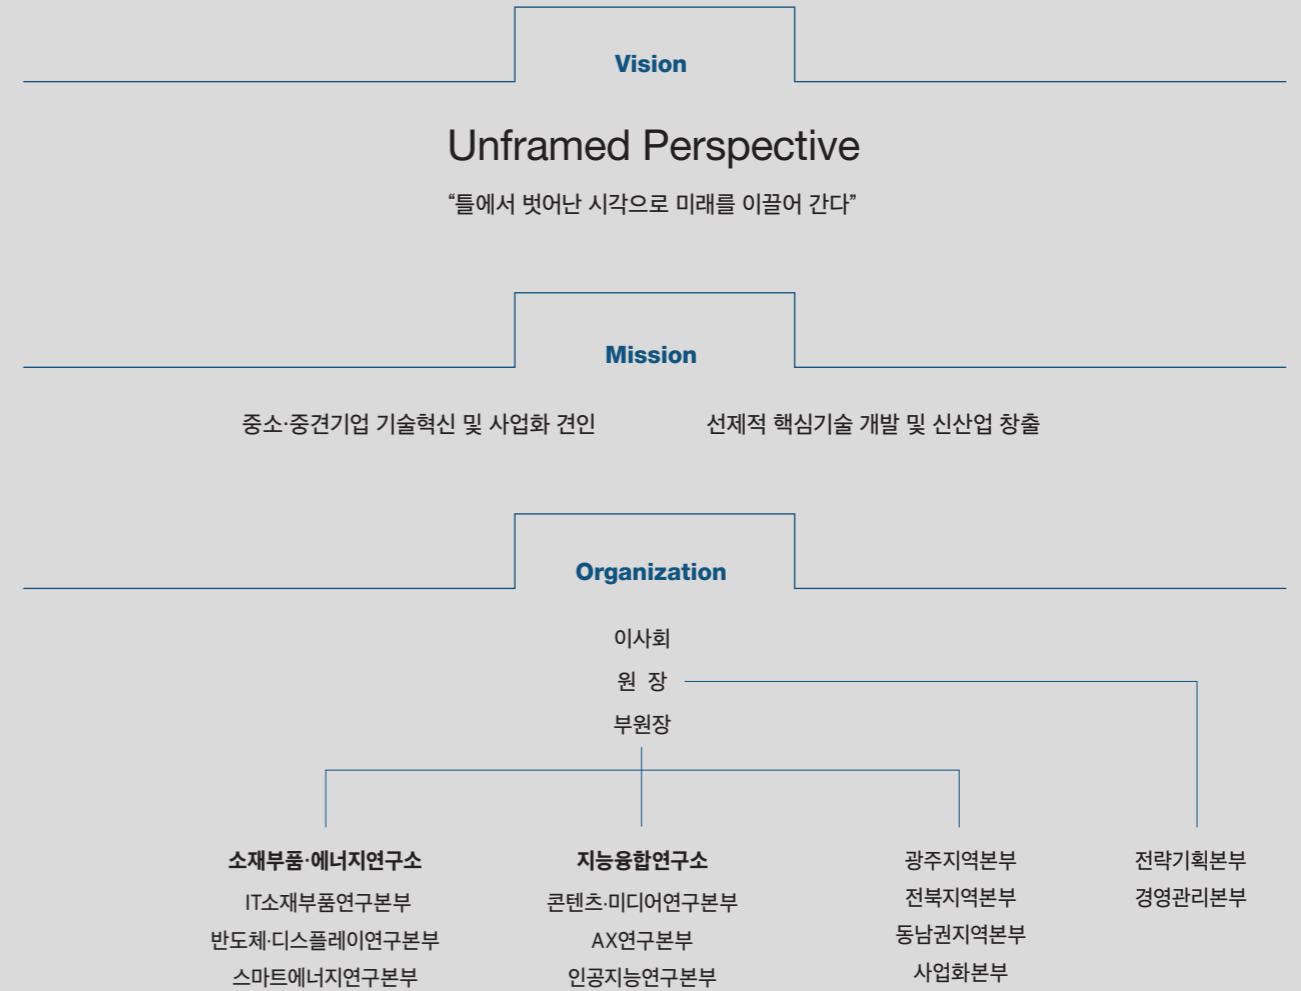 Vision
Unframed Perspective
“틀에서 벗어난 시각으로 미래를 이끌어 간다”
Mission
중소·중견기업 기술혁신 및 사업화 견인
선제적 핵심기술 개발 및 신산업 창출
Organization
이사회
원 장
부원장
소재부품·에너지연구소
IT소재부품연구본부
반도체·디스플레이연구본부
스마트에너지연구본부
지능융합연구소
콘텐츠·미디어연구본부
AX연구본부
인공지능연구본부
광주지역본부
전북지역본부
동남권지역본부
사업화본부
전략기획본부
경영관리본부